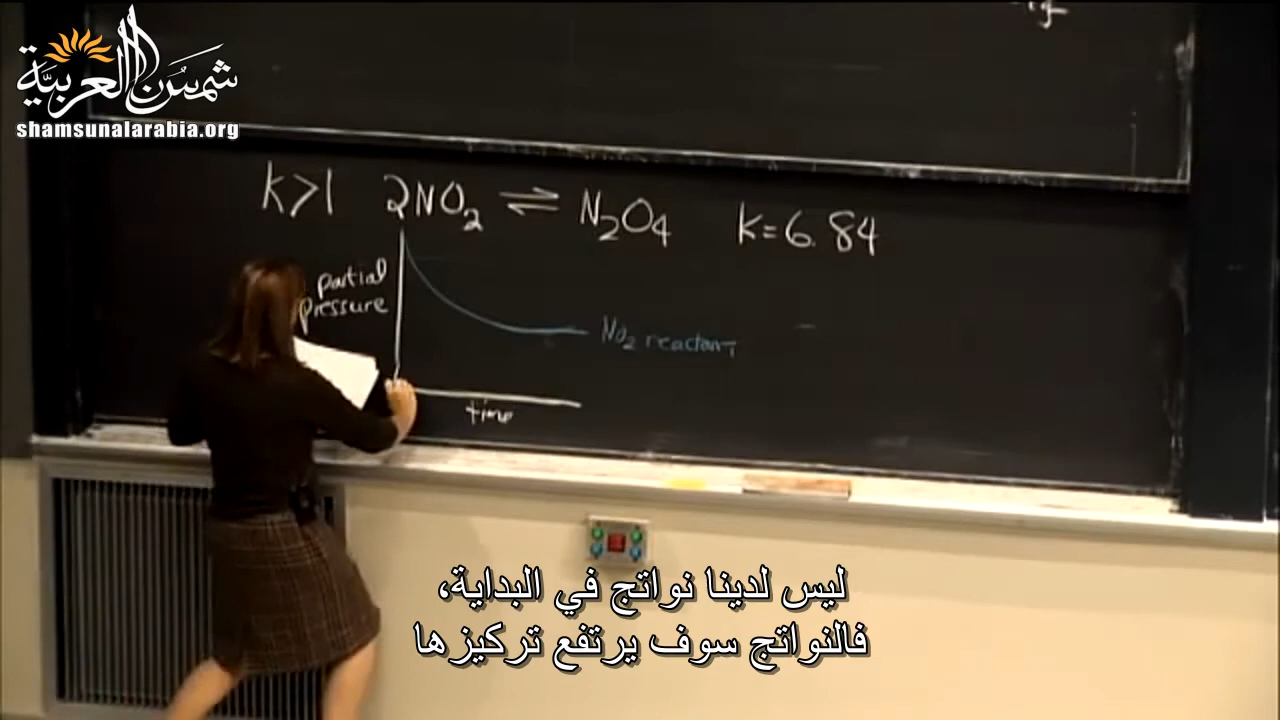 شمس العربية
shamsunalarabia.org
k>1 2NO₂ ⇌ N₂O₄ k=6.84
partial
pressure
NO₂ reactant
time
ليس لدينا نواتج في البداية،
فالنواتج سوف يرتفع تركيزها